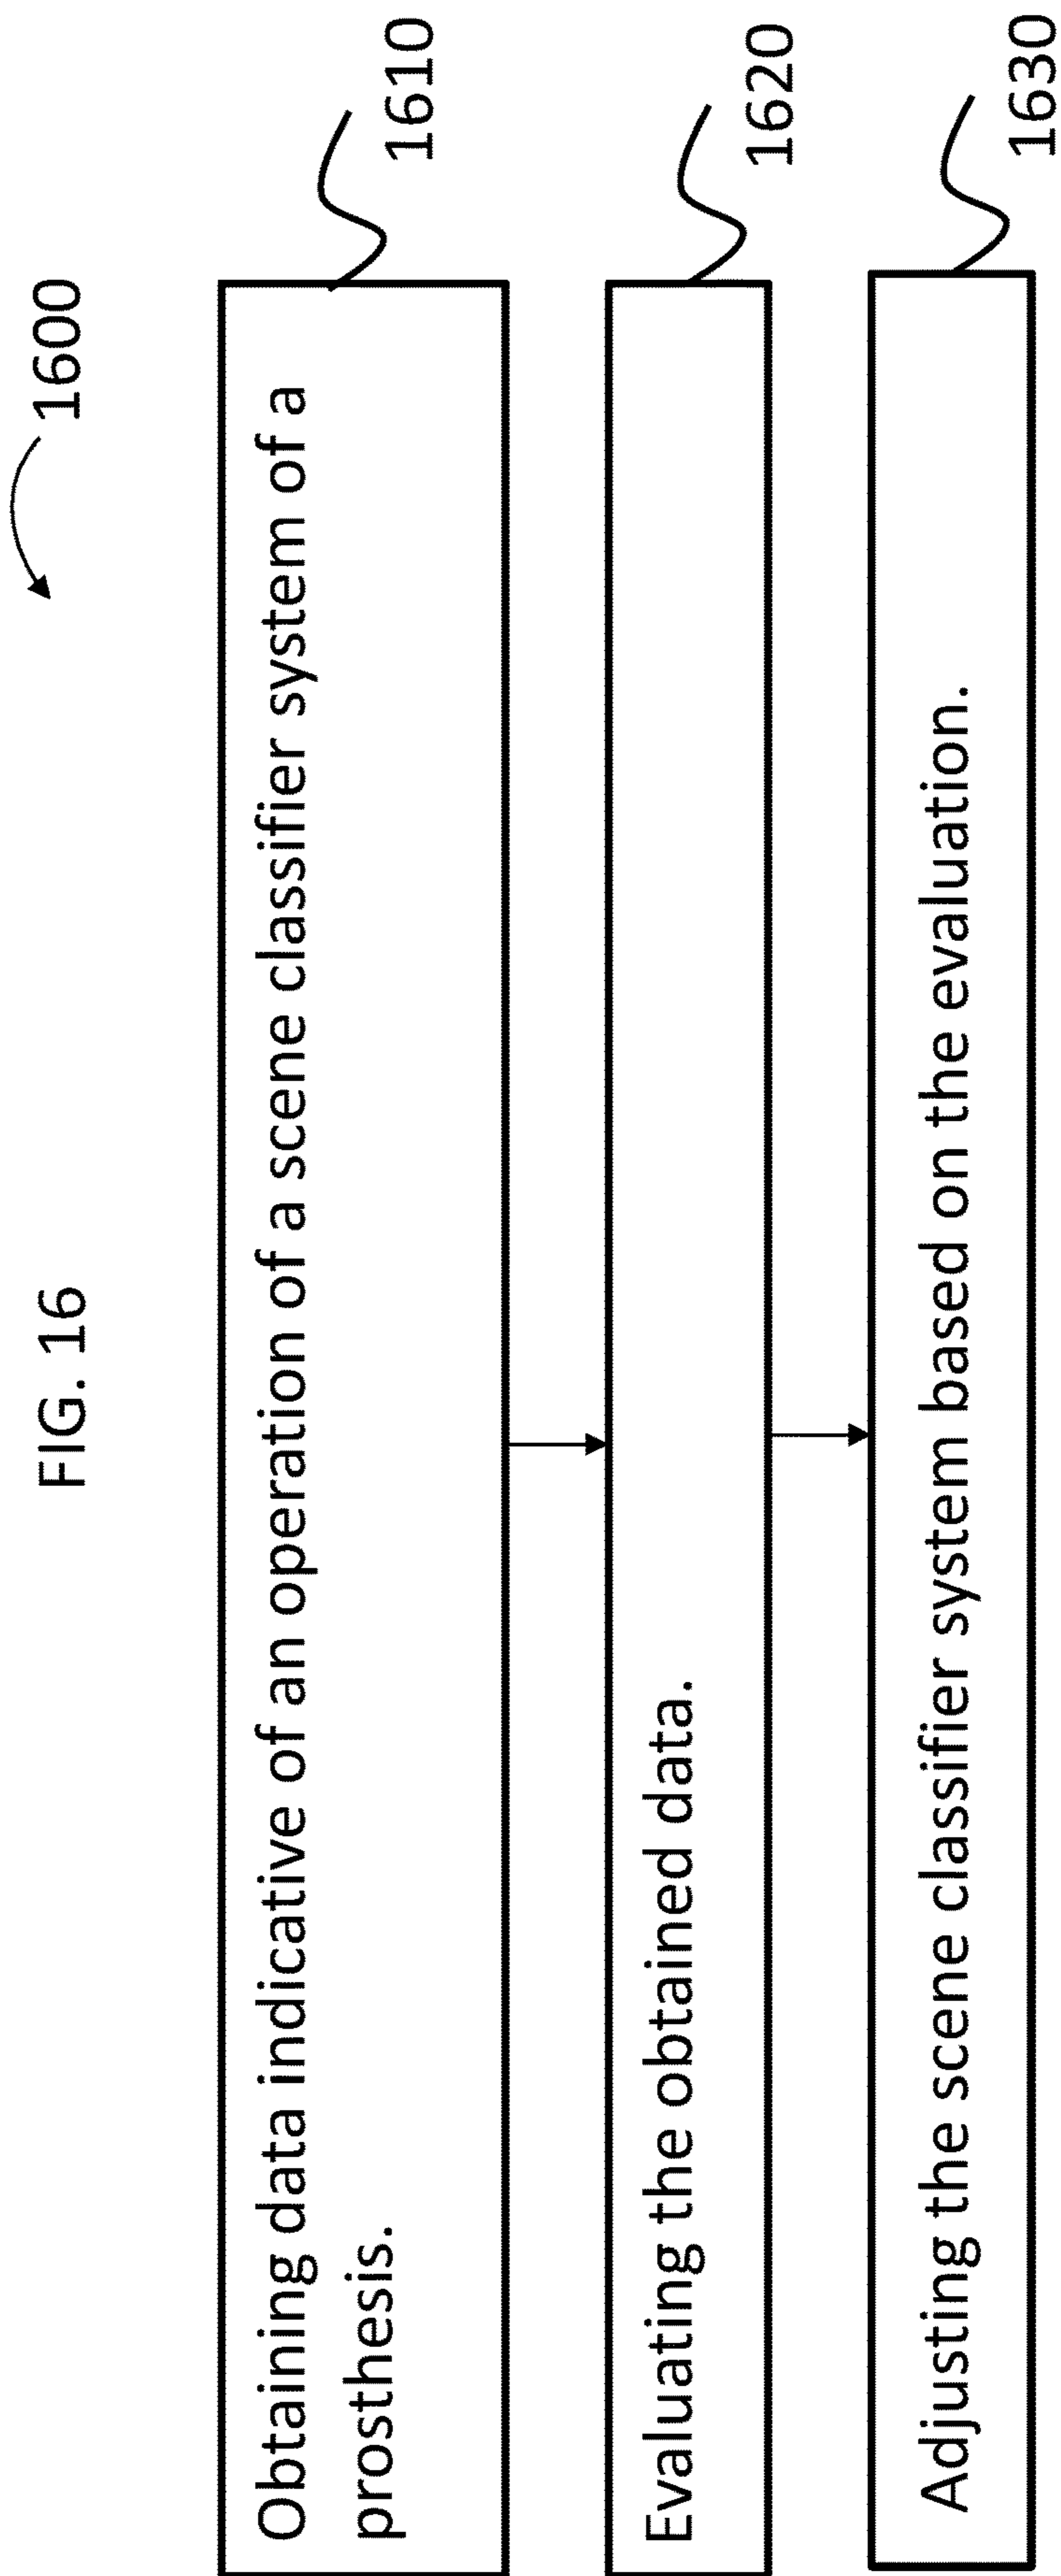 FIG. 16
1600
Obtaining data indicative of an operation of a scene classifier system of a
prosthesis.
1610
Evaluating the obtained data.
1620
Adjusting the scene classifier system based on the evaluation.
1630